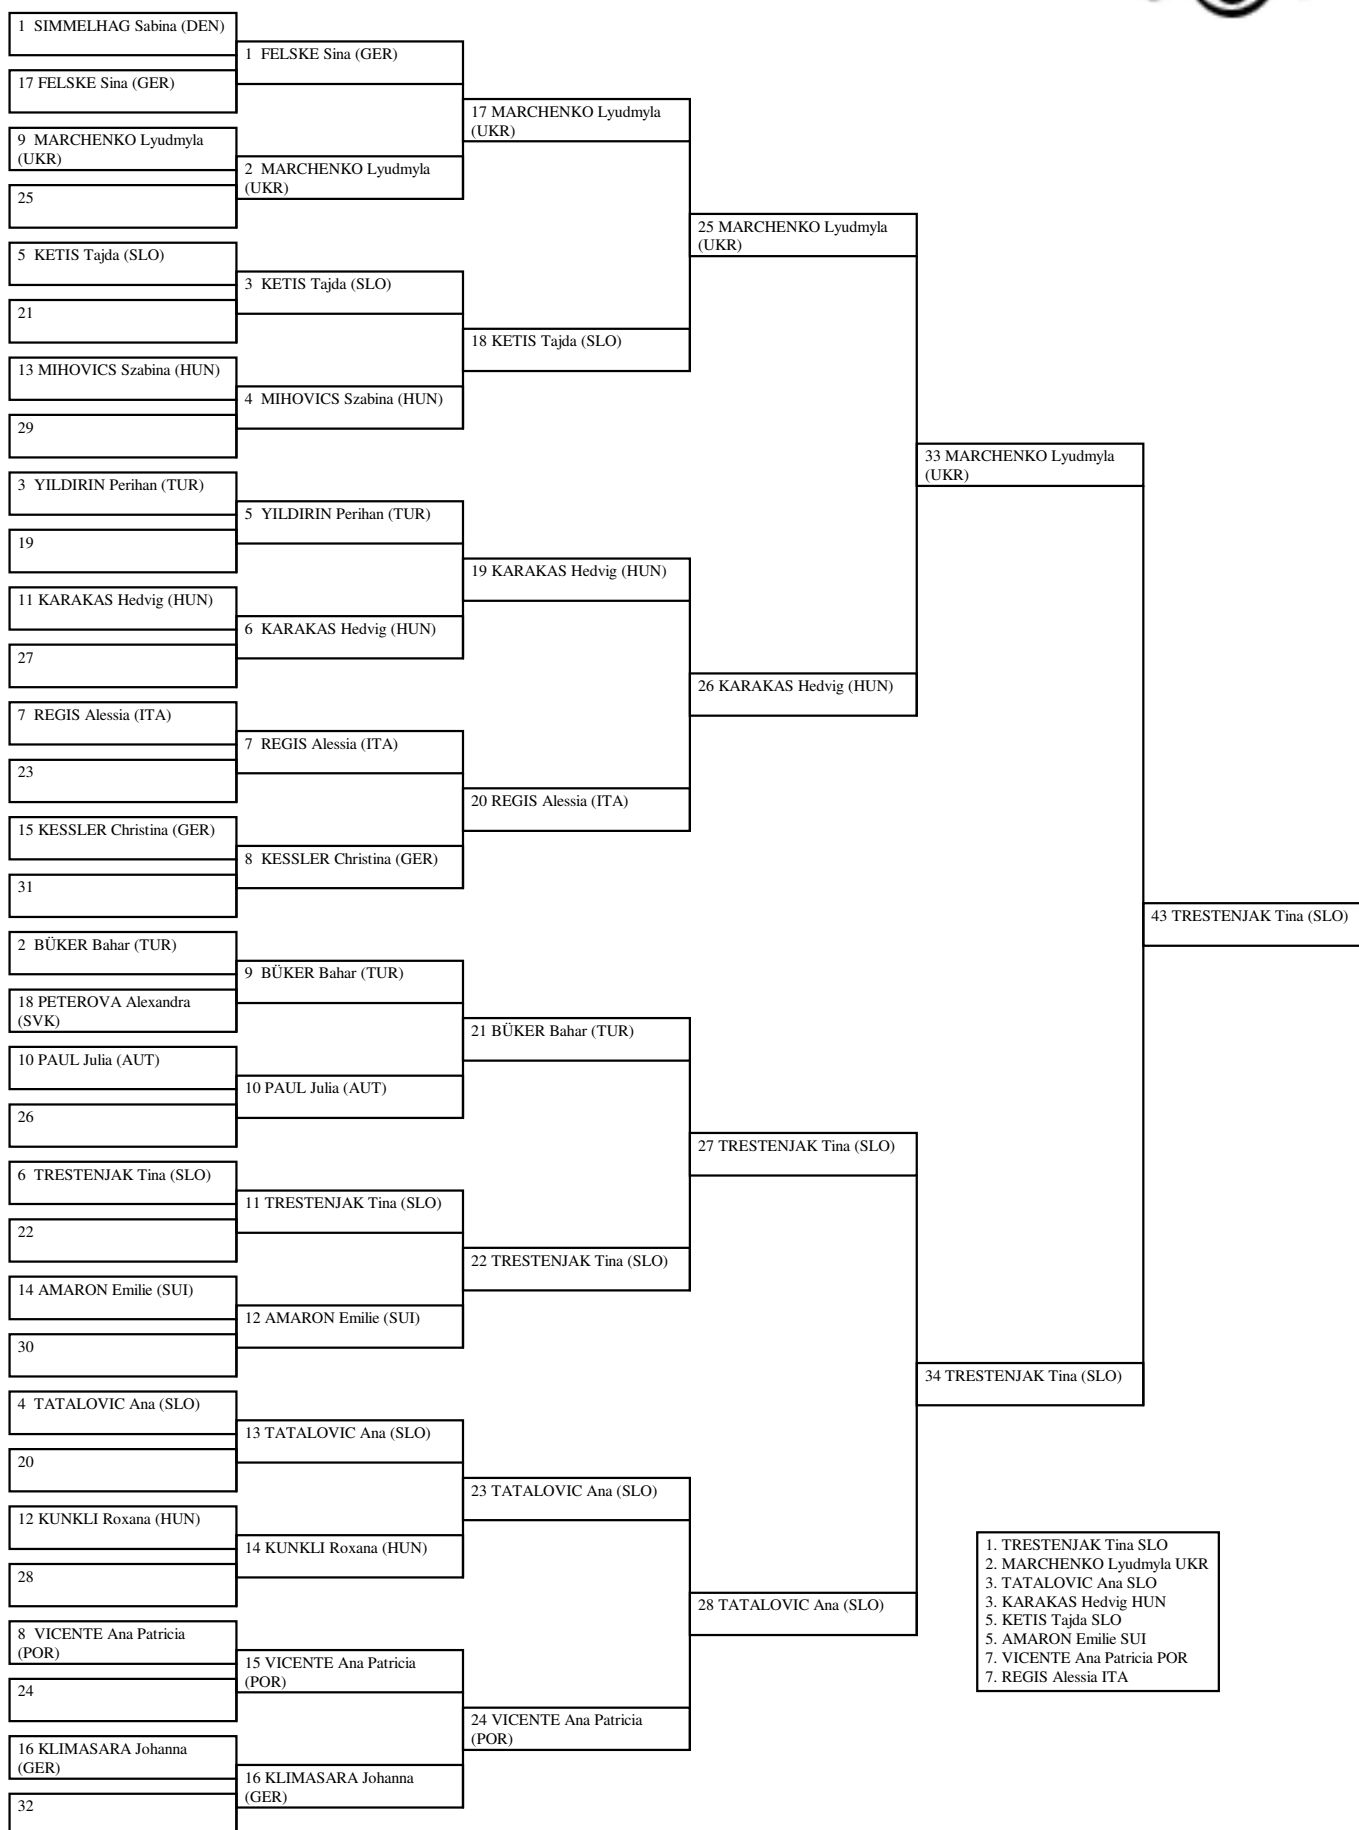 1 SIMMELHAG Sabina (DEN)
17 FELSKE Sina (GER)
9 MARCHENKO Lyudmyla
(UKR)
25
5 KETIS Tajda (SLO)
21
13 MIHOVICS Szabina (HUN)
29
3 YILDIRIN Perihan (TUR)
19
11 KARAKAS Hedvig (HUN)
27
7 REGIS Alessia (ITA)
23
15 KESSLER Christina (GER)
31
2 BÜKER Bahar (TUR)
18 PETEROVA Alexandra
(SVK)
10 PAUL Julia (AUT)
26
6 TRESTENJAK Tina (SLO)
22
14 AMARON Emilie (SUI)
30
4 TATALOVIC Ana (SLO)
20
12 KUNKLI Roxana (HUN)
28
8 VICENTE Ana Patricia
(POR)
24
16 KLIMASARA Johanna
(GER)
32
1 FELSKE Sina (GER)
2 MARCHENKO Lyudmyla
(UKR)
3 KETIS Tajda (SLO)
4 MIHOVICS Szabina (HUN)
5 YILDIRIN Perihan (TUR)
6 KARAKAS Hedvig (HUN)
7 REGIS Alessia (ITA)
8 KESSLER Christina (GER)
9 BÜKER Bahar (TUR)
10 PAUL Julia (AUT)
11 TRESTENJAK Tina (SLO)
12 AMARON Emilie (SUI)
13 TATALOVIC Ana (SLO)
14 KUNKLI Roxana (HUN)
15 VICENTE Ana Patricia
(POR)
16 KLIMASARA Johanna
(GER)
17 MARCHENKO Lyudmyla
(UKR)
18 KETIS Tajda (SLO)
19 KARAKAS Hedvig (HUN)
20 REGIS Alessia (ITA)
21 BÜKER Bahar (TUR)
22 TRESTENJAK Tina (SLO)
23 TATALOVIC Ana (SLO)
24 VICENTE Ana Patricia
(POR)
25 MARCHENKO Lyudmyla
(UKR)
26 KARAKAS Hedvig (HUN)
27 TRESTENJAK Tina (SLO)
28 TATALOVIC Ana (SLO)
33 MARCHENKO Lyudmyla
(UKR)
34 TRESTENJAK Tina (SLO)
43 TRESTENJAK Tina (SLO)
1. TRESTENJAK Tina SLO
2. MARCHENKO Lyudmyla UKR
3. TATALOVIC Ana SLO
3. KARAKAS Hedvig HUN
5. KETIS Tajda SLO
5. AMARON Emilie SUI
7. VICENTE Ana Patricia POR
7. REGIS Alessia ITA